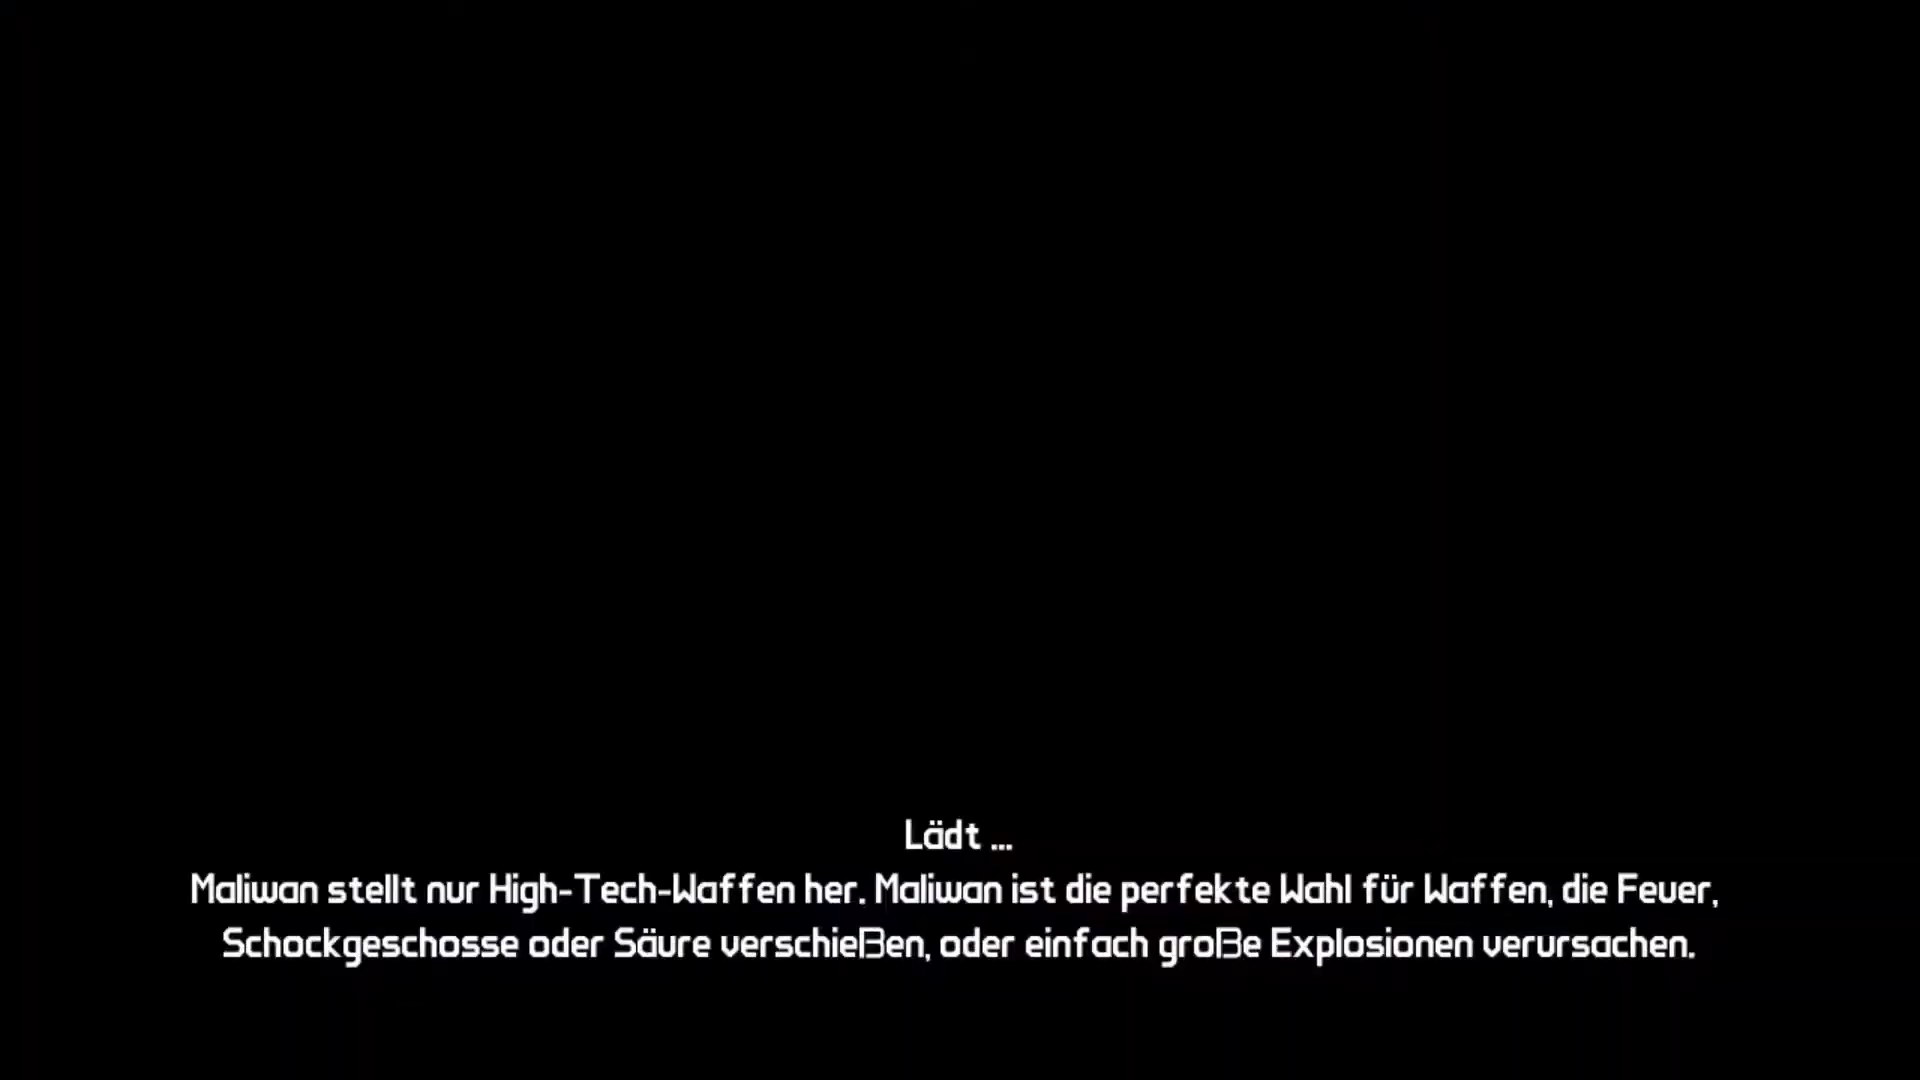 Lädt ...
Maliwan stellt nur High-Tech-Waffen her. Maliwan ist die perfekte Wahl für Waffen, die Feuer,
Schockgeschosse oder Säure verschießen, oder einfach große Explosionen verursachen.